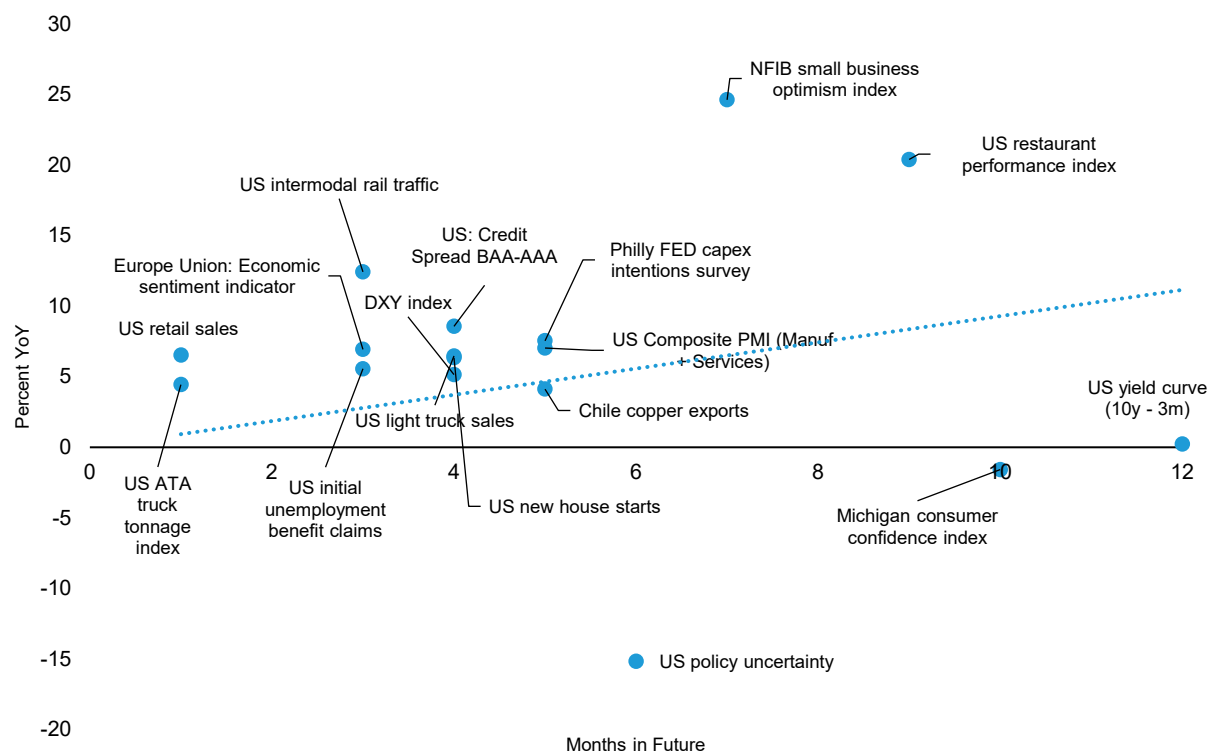 30
NFIB small business
optimism index
25
US restaurant
performance index
20
US intermodal rail traffic
15
US: Credit
Spread BAA-AAA
Philly FED capex
intentions survey
Europe Union: Economic
sentiment indicator
10
DXY index
US retail sales
US Composite PMI (Manuf
+ Services)
5
US light truck sales
Chile copper exports
US yield curve
(10y - 3m)
Percent YoY
0
0
2
4
6
8
10
12
US ATA
truck
tonnage
index
US initial
unemployment
benefit claims
US new house starts
Michigan consumer
confidence index
-5
-10
-15
US policy uncertainty
-20
Months in Future